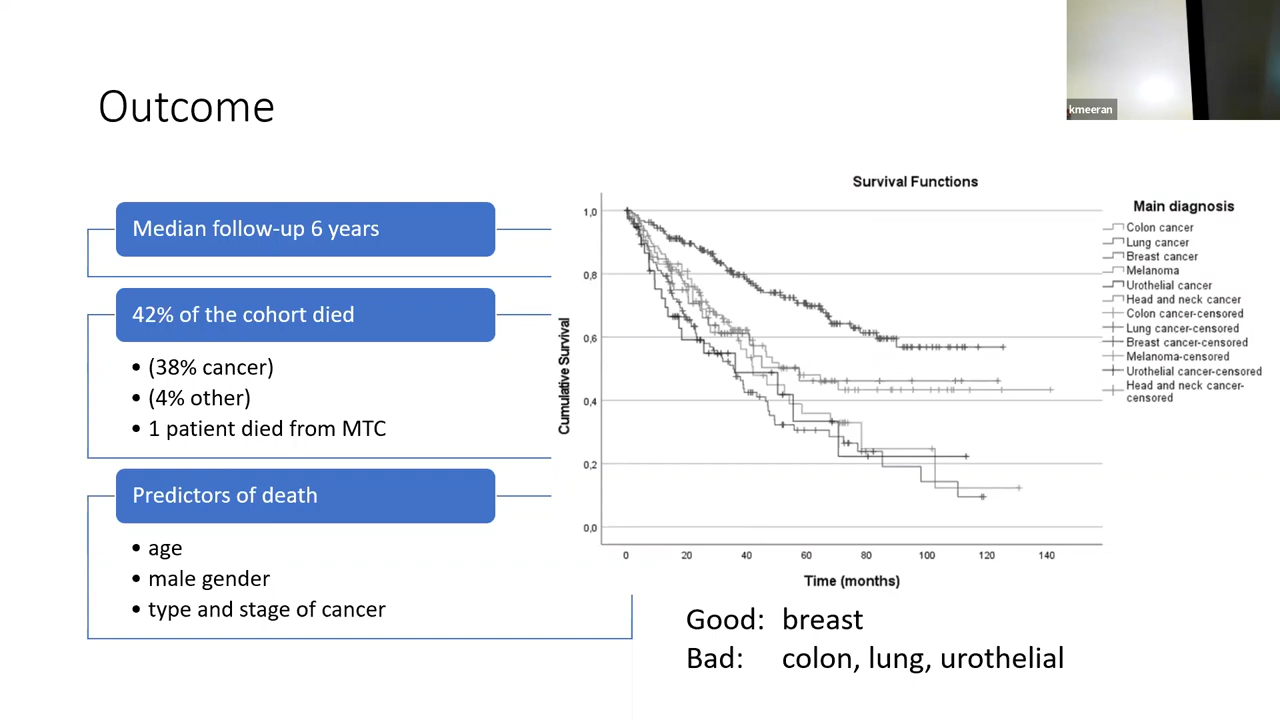 kmeeran
Outcome
Median follow-up 6 years
42% of the cohort died
• (38% cancer)
• (4% other)
• 1 patient died from MTC
Predictors of death
• age
• male gender
• type and stage of cancer
Survival Functions
Cumulative Survival
1,0
0,8
0,6
0,4
0,2
0,0
0 20 40 60 80 100 120 140
Time (months)
Main diagnosis
Colon cancer
Lung cancer
Breast cancer
Melanoma
Urothelial cancer
Head and neck cancer
Colon cancer-censored
Lung cancer-censored
Breast cancer-censored
Melanoma-censored
Urothelial cancer-censored
Head and neck cancer-
censored
Good: breast
Bad: colon, lung, urothelial